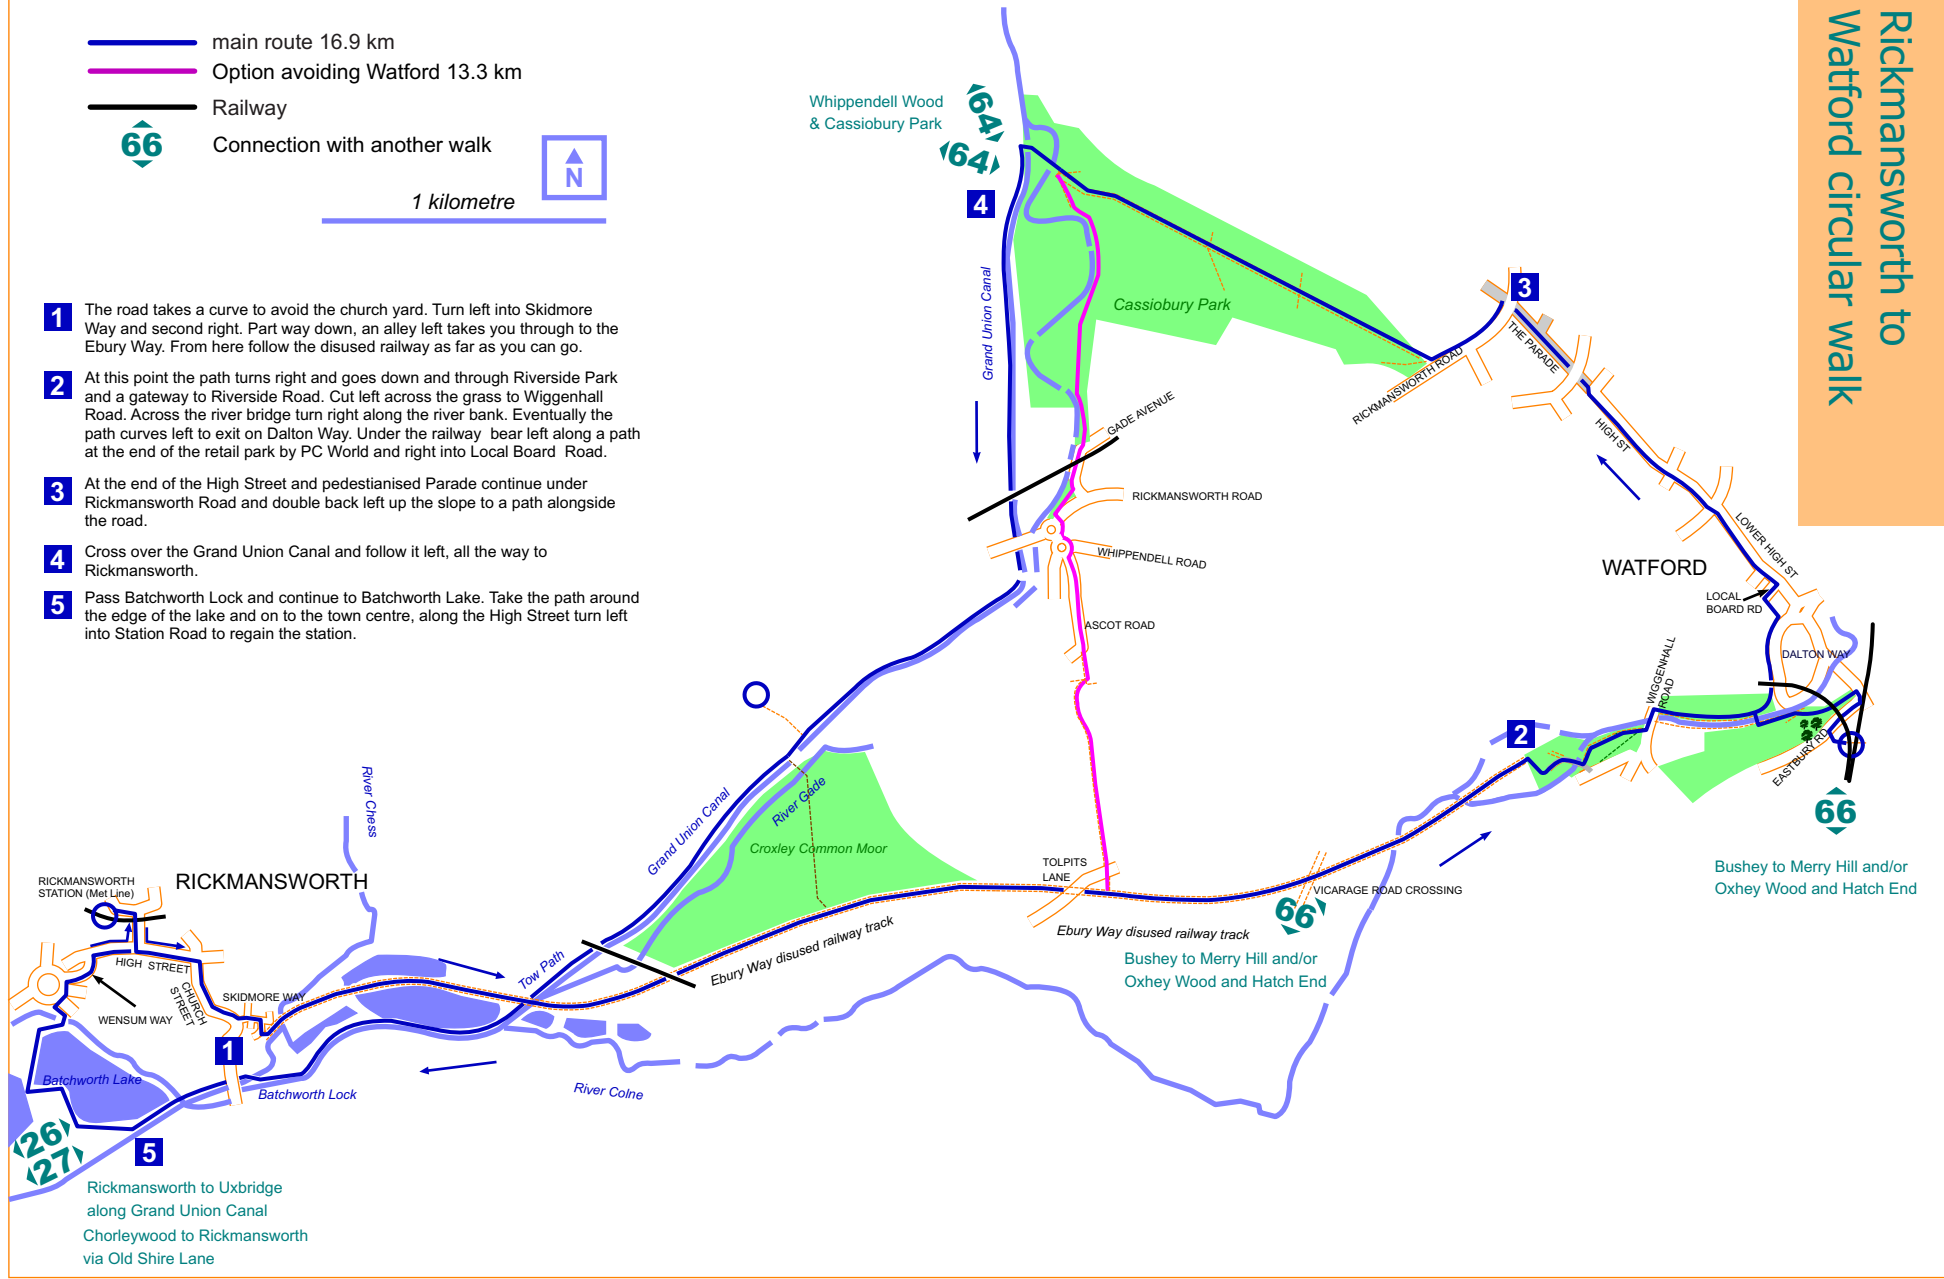 Rickmansworth to
Watford circular walk
main route 16.9 km
Option avoiding Watford 13.3 km
Railway
66
Connection with another walk
N
1 kilometre
1
The road takes a curve to avoid the church yard. Turn left into Skidmore
Way and second right. Part way down, an alley left takes you through to the
Ebury Way. From here follow the disused railway as far as you can go.
2
At this point the path turns right and goes down and through Riverside Park
and a gateway to Riverside Road. Cut left across the grass to Wiggenhall
Road. Across the river bridge turn right along the river bank. Eventually the
path curves left to exit on Dalton Way. Under the railway bear left along a path
at the end of the retail park by PC World and right into Local Board Road.
3
At the end of the High Street and pedestianised Parade continue under
Rickmansworth Road and double back left up the slope to a path alongside
the road.
4
Cross over the Grand Union Canal and follow it left, all the way to
Rickmansworth.
5
Pass Batchworth Lock and continue to Batchworth Lake. Take the path around
the edge of the lake and on to the town centre, along the High Street turn left
into Station Road to regain the station.
Whippendell Wood
& Cassiobury Park
64
64
4
Grand Union Canal
Cassiobury Park
3
THE PARADE
RICKMANSWORTH ROAD
HIGH ST
GADE AVENUE
RICKMANSWORTH ROAD
WHIPPENDELL ROAD
LOWER HIGH ST
WATFORD
LOCAL
BOARD RD
ASCOT ROAD
DALTON WAY
WIGGENHALL
ROAD
2
EASTBURY RD
66
Bushey to Merry Hill and/or
Oxhey Wood and Hatch End
River Chess
Grand Union Canal
River Gade
Croxley Common Moor
TOLPITS
LANE
VICARAGE ROAD CROSSING
66
Ebury Way disused railway track
Ebury Way disused railway track
Bushey to Merry Hill and/or
Oxhey Wood and Hatch End
RICKMANSWORTH
STATION (Met Line)
RICKMANSWORTH
HIGH STREET
Tow Path
CHURCH
STREET
SKIDMORE WAY
WENSUM WAY
1
Batchworth Lake
Batchworth Lock
River Colne
26
27
5
Rickmansworth to Uxbridge
along Grand Union Canal
Chorleywood to Rickmansworth
via Old Shire Lane